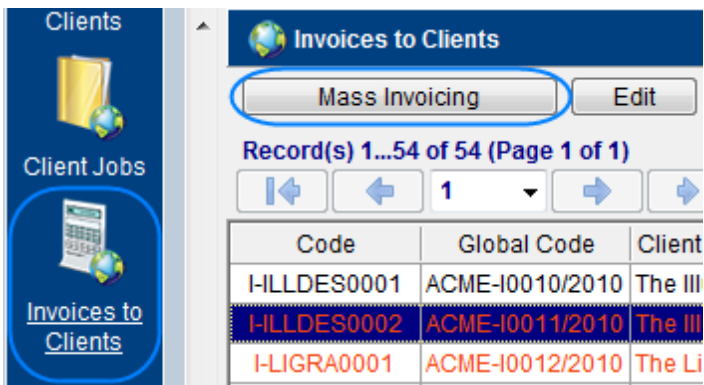 Clients
Client Jobs
Invoices to
Clients
Invoices to Clients
Mass Invoicing Edit
Record(s) 1...54 of 54 (Page 1 of 1)
1
Code Global Code Client
I-ILLDES0001 ACME-I0010/2010 The Ill
I-ILLDES0002 ACME-I0011/2010 The Ill
I-LIGRA0001 ACME-I0012/2010 The Li